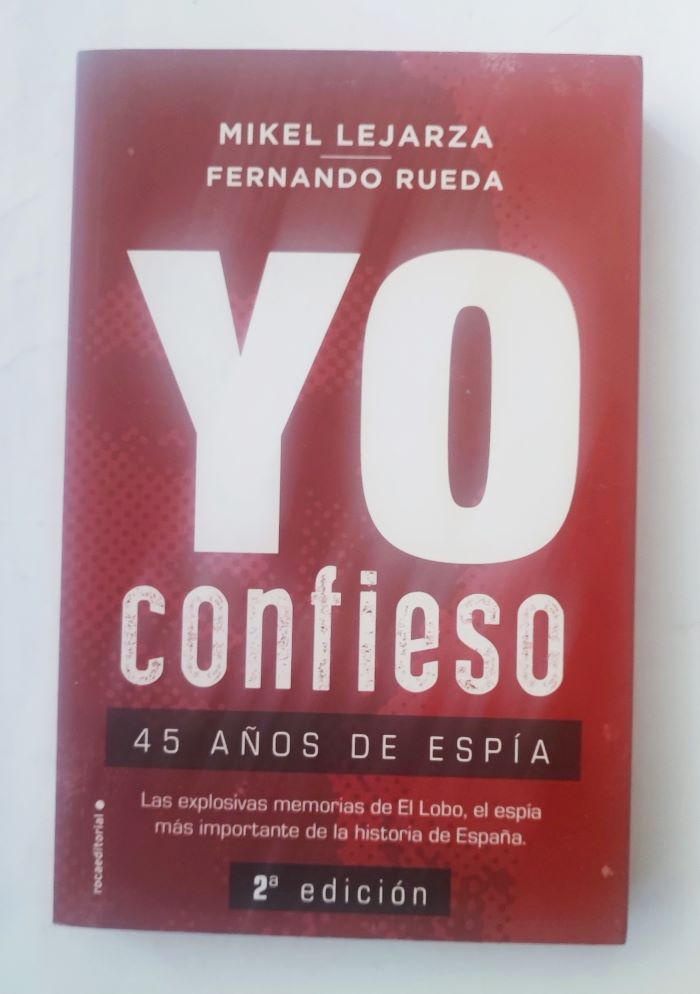 MIKEL LEJARZA
FERNANDO RUEDA
YO
confieso
45 AÑOS DE ESPÍA
Las explosivas memorias de El Lobo, el espía
más importante de la historia de España.
2ª edición
rocaeditorial